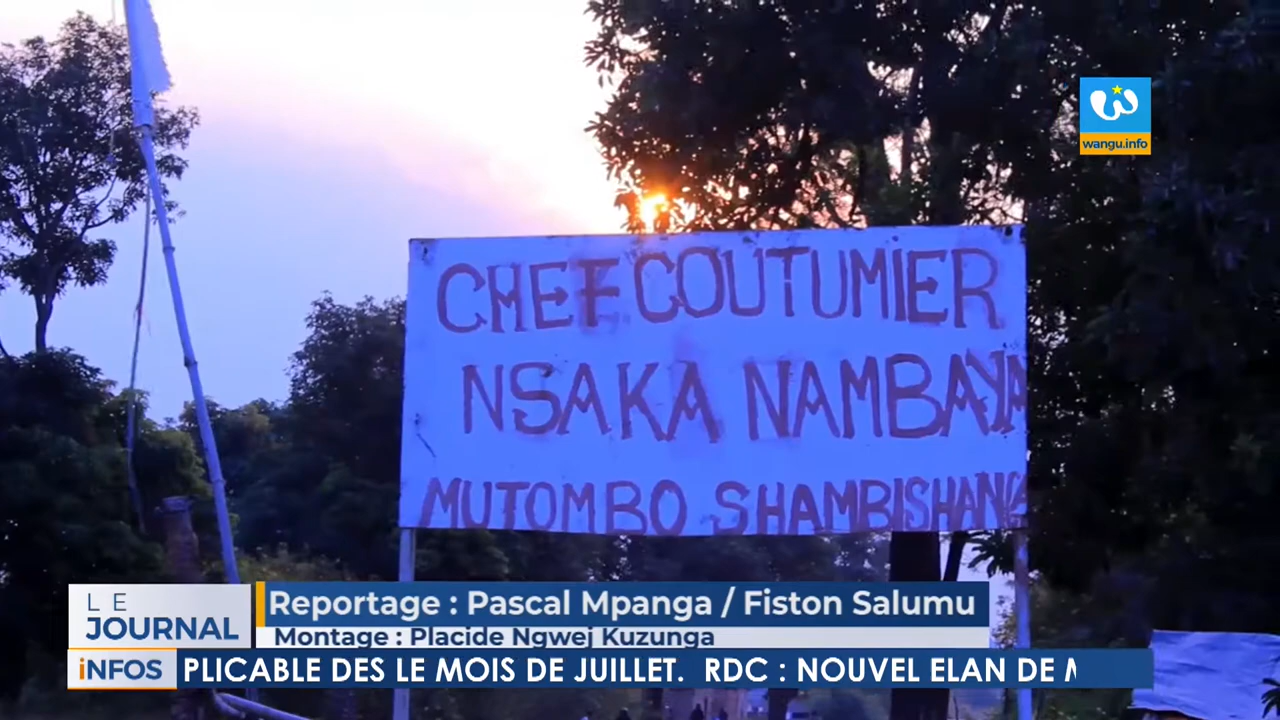 wangu.info
CHEF COUTUMIER
NSAKA NAMBAYA
MUTOMBO SHAMBISHANGA
LE
JOURNAL
Reportage : Pascal Mpanga / Fiston Salumu
Montage : Placide Ngwej Kuzunga
iNFOS
PLICABLE DES LE MOIS DE JUILLET. RDC : NOUVEL ELAN DE